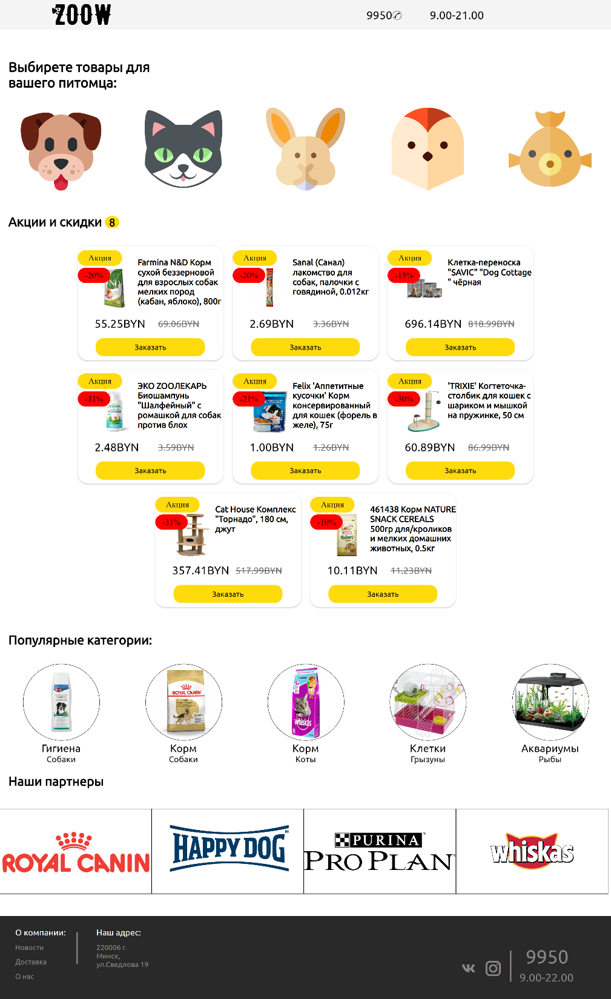 ZOOW
9950✆ 9.00-21.00
Выбирете товары для
вашего питомца:
Акции и скидки 8
Акция
-20%
Farmina N&D Корм
сухой беззерновой
для взрослых собак
мелких пород
(кабан, яблоко), 800г
55.25BYN 69.06BYN
Заказать
Акция
-20%
Sanal (Санал)
лакомство для
собак, палочки с
говядиной, 0.012кг
2.69BYN 3.36BYN
Заказать
Акция
-15%
Клетка-переноска
"SAVIC" "Dog Cottage
" чёрная
696.14BYN 818.99BYN
Заказать
Акция
-31%
ЭКО ZOOЛЕКАРЬ
Биошампунь
"Шалфейный" с
ромашкой для собак
против блох
2.48BYN 3.59BYN
Заказать
Акция
-21%
Felix 'Аппетитные
кусочки' Корм
консервированный
для кошек (форель в
желе), 75г
1.00BYN 1.26BYN
Заказать
Акция
-30%
'TRIXIE' Когтеточка-
столбик для кошек с
шариком и мышкой
на пружинке, 50 см
60.89BYN 86.99BYN
Заказать
Акция
-31%
Cat House Комплекс
"Торнадо", 180 см,
джут
357.41BYN 517.99BYN
Заказать
Акция
-10%
461438 Корм NATURE
SNACK CEREALS
500гр для/кроликов
и мелких домашних
животных, 0.5кг
10.11BYN 11.23BYN
Заказать
Популярные категории:
ROYAL CANIN
whiskas
Гигиена
Собаки
Корм
Собаки
Корм
Коты
Клетки
Грызуны
Аквариумы
Рыбы
Наши партнеры
ROYAL CANIN
HAPPY DOG®
PURINA®
PRO PLAN®
whiskas
О компании:
Новости
Доставка
О нас
Наш адрес:
220006 г.
Минск,
ул.Сведлова 19
9950
9.00-22.00